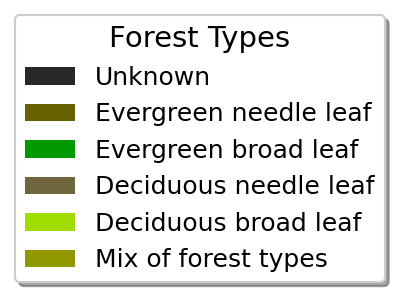 Forest Types
Unknown
Evergreen needle leaf
Evergreen broad leaf
Deciduous needle leaf
Deciduous broad leaf
Mix of forest types